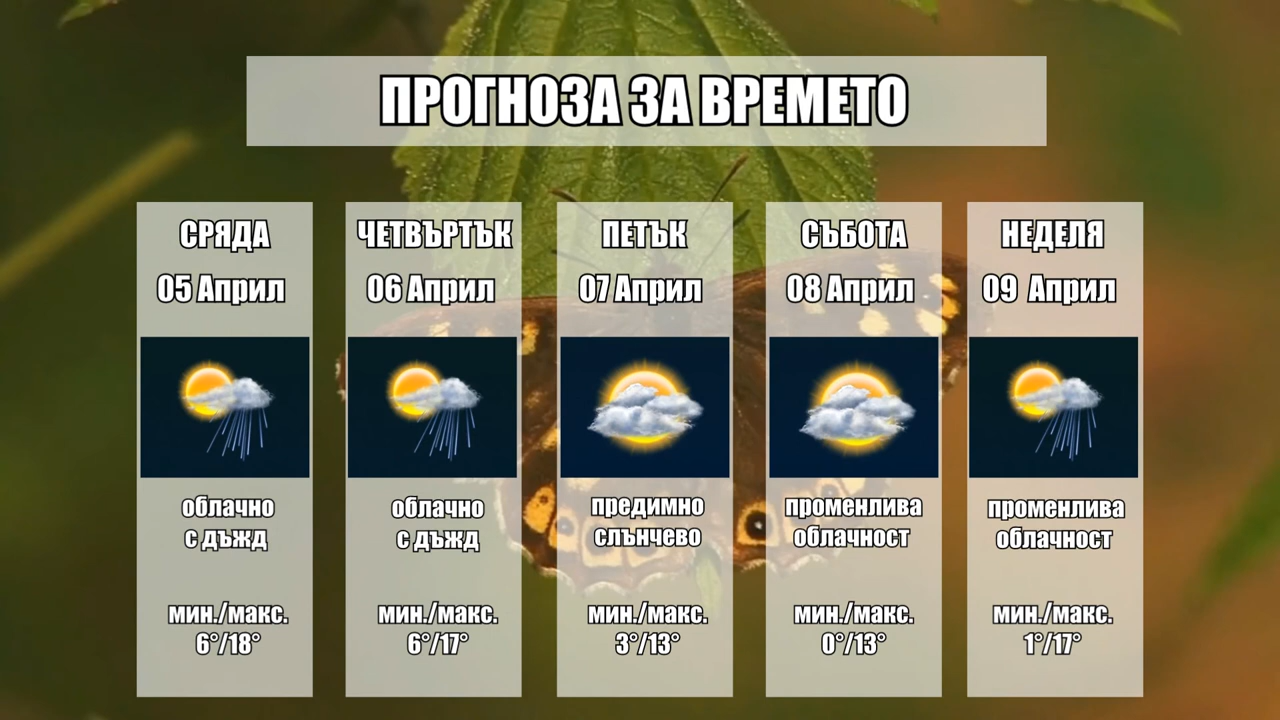 ПРОГНОЗА ЗА ВРЕМЕТО
СРЯДА
05 Април
облачно
с дъжд
мин./макс.
6°/18°
ЧЕТВЪРТЪК
06 Април
облачно
с дъжд
мин./макс.
6°/17°
ПЕТЪК
07 Април
предимно
слънчево
мин./макс.
3°/13°
СЪБОТА
08 Април
променлива
облачност
мин./макс.
0°/13°
НЕДЕЛЯ
09 Април
променлива
облачност
мин./макс.
1°/17°